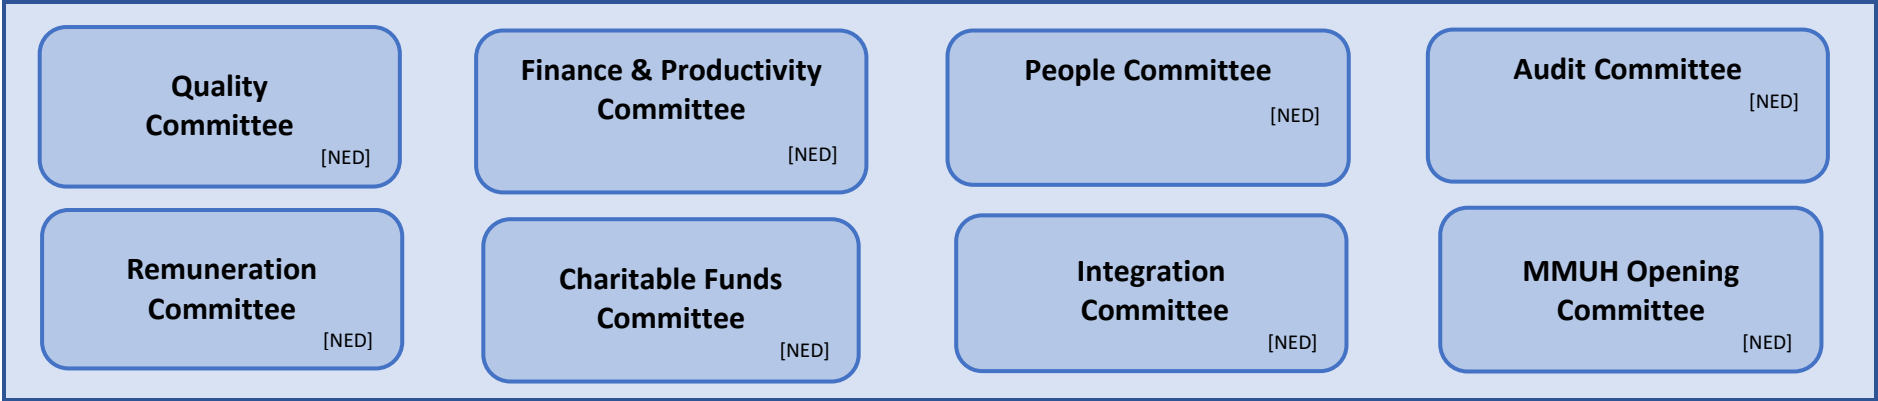 Quality
Committee
[NED]
Finance & Productivity
Committee
[NED]
People Committee
[NED]
Audit Committee
[NED]
Remuneration
Committee
[NED]
Charitable Funds
Committee
[NED]
Integration
Committee
[NED]
MMUH Opening
Committee
[NED]